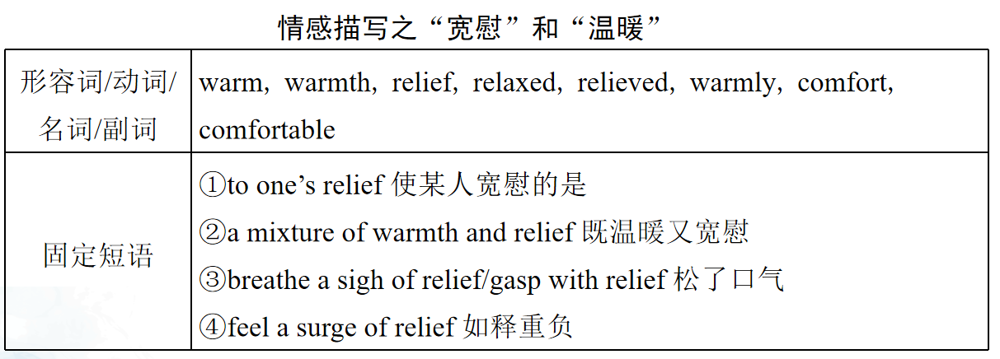 情感描写之“宽慰”和“温暖”
形容词/动词/
名词/副词
warm, warmth, relief, relaxed, relieved, warmly, comfort,
comfortable
固定短语
①to one’s relief 使某人宽慰的是
②a mixture of warmth and relief 既温暖又宽慰
③breathe a sigh of relief/gasp with relief 松了口气
④feel a surge of relief 如释重负